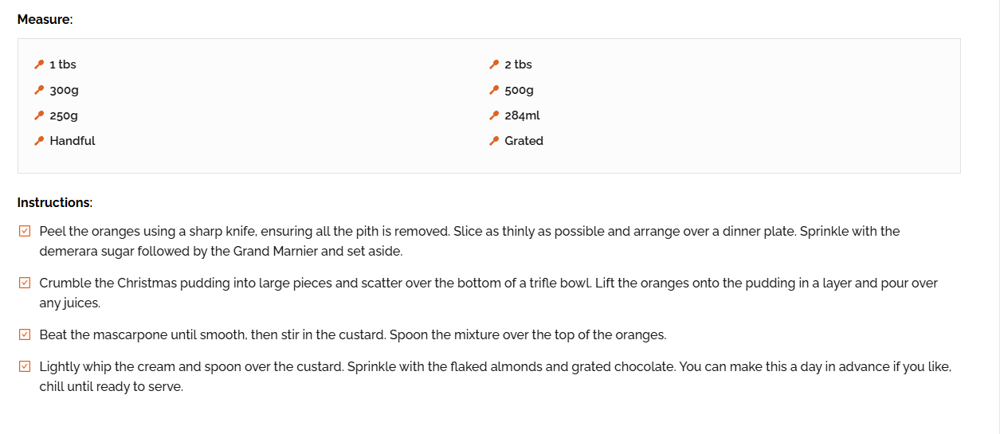 Measure:
1 tbs
2 tbs
300g
500g
250g
284ml
Handful
Grated
Instructions:
Peel the oranges using a sharp knife, ensuring all the pith is removed. Slice as thinly as possible and arrange over a dinner plate. Sprinkle with the
demerara sugar followed by the Grand Marnier and set aside.
Crumble the Christmas pudding into large pieces and scatter over the bottom of a trifle bowl. Lift the oranges onto the pudding in a layer and pour over
any juices.
Beat the mascarpone until smooth, then stir in the custard. Spoon the mixture over the top of the oranges.
Lightly whip the cream and spoon over the custard. Sprinkle with the flaked almonds and grated chocolate. You can make this a day in advance if you like,
chill until ready to serve.